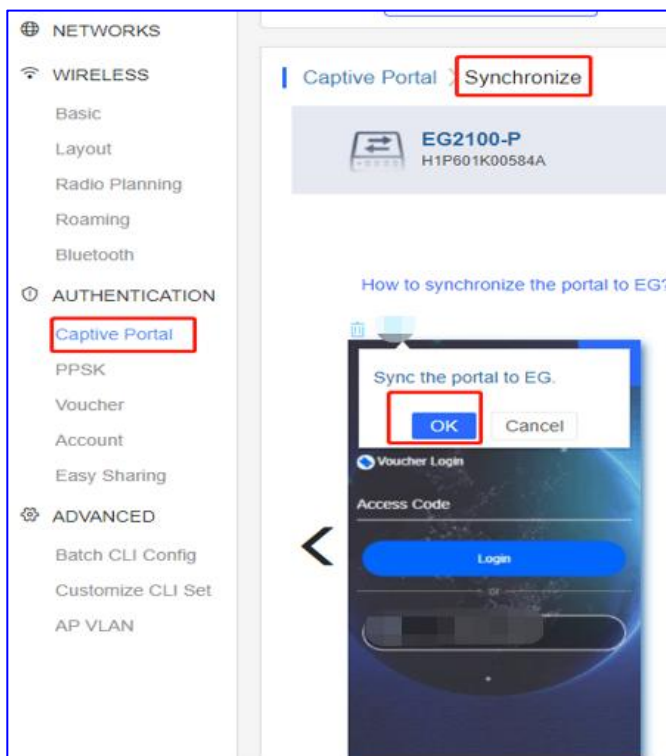 NETWORKS
WIRELESS
Basic
Layout
Radio Planning
Roaming
Bluetooth
AUTHENTICATION
Captive Portal
PPSK
Voucher
Account
Easy Sharing
ADVANCED
Batch CLI Config
Customize CLI Set
AP VLAN
Captive Portal > Synchronize
EG2100-P
H1P601K00584A
How to synchronize the portal to EG?
Sync the portal to EG.
OK Cancel
Voucher Login
Access Code
Login
or